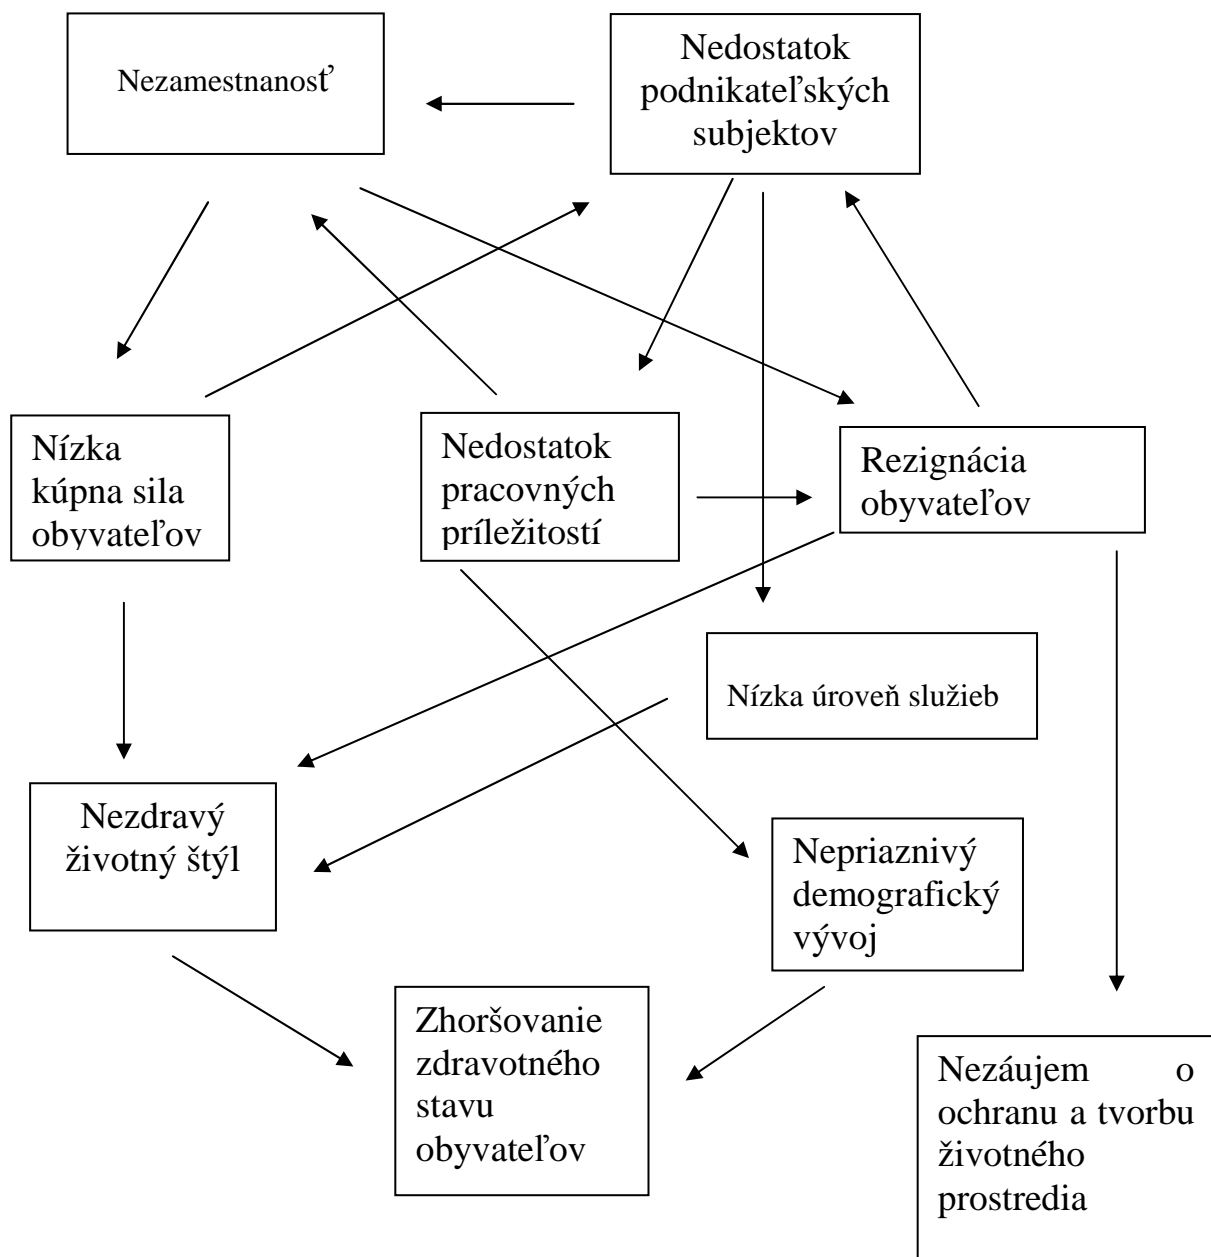 Nezamestnanosť
Nedostatok
podnikateľských
subjektov
Nízka
kúpna sila
obyvateľov
Nedostatok
pracovných
príležitostí
Rezignácia
obyvateľov
Nízka úroveň služieb
Nezdravý
životný štýl
Nepriaznivý
demografický
vývoj
Zhoršovanie
zdravotného
stavu
obyvateľov
Nezáujem o
ochranu a tvorbu
životného
prostredia